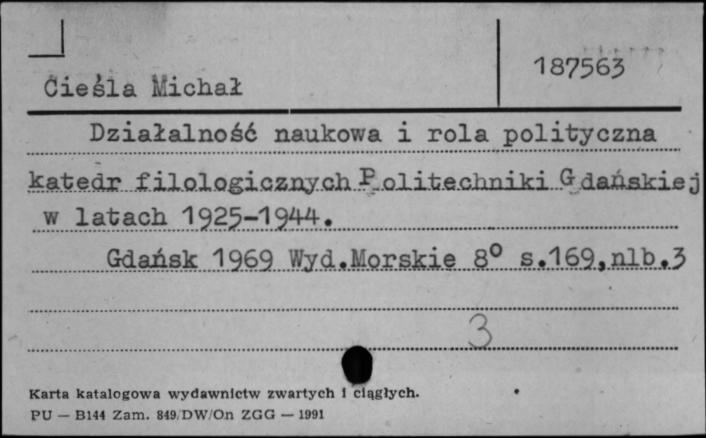 187563
Cieśla Michał
Działalność naukowa i rola polityczna
katedr filologicznych Politechniki Gdańskiej
w latach 1925-1944.
Gdańsk 1969 Wyd.Morskie 8° s.169,nlb.3
3
Karta katalogowa wydawnictw zwartych i ciągłych.
PU — B144 Zam. 849/DW/On ZGG — 1991